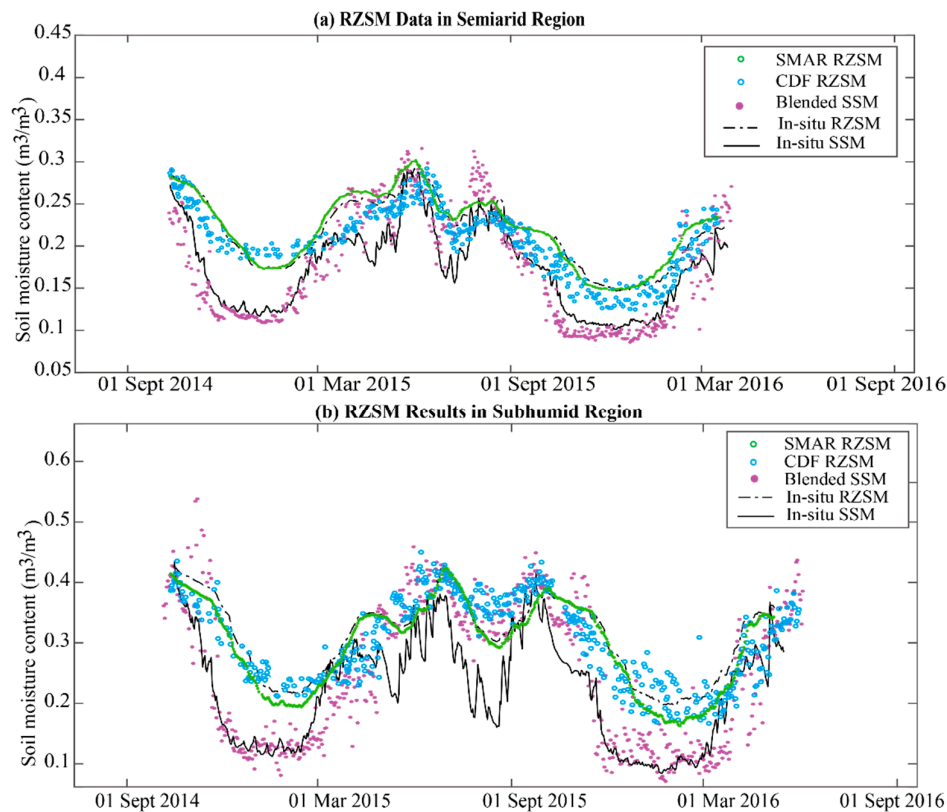 (a) RZSM Data in Semiarid Region
0.45
0.4
0.35
0.3
0.25
0.2
0.15
0.1
0.05
Soil moisture content (m3/m3)
SMAR RZSM
CDF RZSM
Blended SSM
In-situ RZSM
In-situ SSM
01 Sept 2014
01 Mar 2015
01 Sept 2015
01 Mar 2016
01 Sept 2016
(b) RZSM Results in Subhumid Region
0.6
0.5
0.4
0.3
0.2
0.1
Soil moisture content (m3/m3)
SMAR RZSM
CDF RZSM
Blended SSM
In-situ RZSM
In-situ SSM
01 Sept 2014
01 Mar 2015
01 Sept 2015
01 Mar 2016
01 Sept 2016